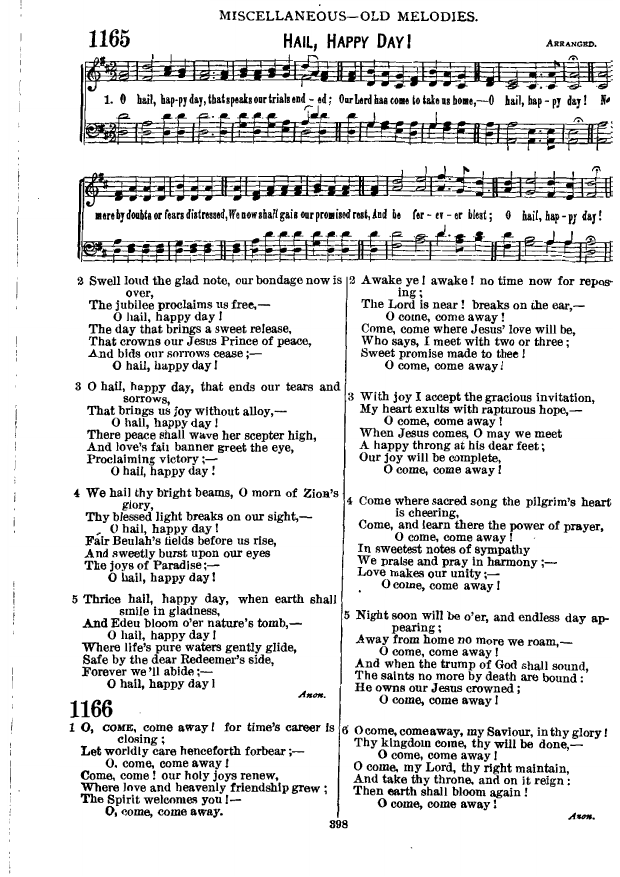 MISCELLANEOUS—OLD MELODIES.
1165
HAIL, HAPPY DAY!
ARRANGED.
1. O hail, hap-py day, that speaks our trials end - ed; Our Lord has come to take us home,—O hail, hap - py day! No
more by doubts or fears distressed, We now shall gain our promised rest, And be for - ev - er blest; O hail, hap-py day!
2 Swell loud the glad note, our bondage now is
over,
The jubilee proclaims us free,—
O hail, happy day!
The day that brings a sweet release,
That crowns our Jesus Prince of peace,
And bids our sorrows cease;—
O hail, happy day!
3 O hail, happy day, that ends our tears and
sorrows,
That brings us joy without alloy,—
O hail, happy day!
There peace shall wave her scepter high,
And love's fair banner greet the eye,
Proclaiming victory;—
O hail, happy day!
4 We hail thy bright beams, O morn of Zion's
glory,
Thy blessed light breaks on our sight,—
O hail, happy day!
Fair Beulah's fields before us rise,
And sweetly burst upon our eyes
The joys of Paradise;—
O hail, happy day!
5 Thrice hail, happy day, when earth shall
smile in gladness,
And Eden bloom o'er nature's tomb,—
O hail, happy day!
Where life's pure waters gently glide,
Safe by the dear Redeemer's side,
Forever we'll abide;—
O hail, happy day!
Anon.
1166
1 O, COME, come away! for time's career is
closing;
Let worldly care henceforth forbear;—
O, come, come away!
Come, come! our holy joys renew,
Where love and heavenly friendship grew;
The Spirit welcomes you!—
O, come, come away.
2 Awake ye! awake! no time now for repos-
ing;
The Lord is near! breaks on the ear,—
O come, come away!
Come, come where Jesus' love will be,
Who says, I meet with two or three;
Sweet promise made to thee!
O come, come away!
3 With joy I accept the gracious invitation,
My heart exults with rapturous hope,—
O come, come away!
When Jesus comes, O may we meet
A happy throng at his dear feet;
Our joy will be complete,
O come, come away!
4 Come where sacred song the pilgrim's heart
is cheering,
Come, and learn there the power of prayer,
O come, come away!
In sweetest notes of sympathy
We praise and pray in harmony;—
Love makes our unity;—
O come, come away!
5 Night soon will be o'er, and endless day ap-
pearing;
Away from home no more we roam,—
O come, come away!
And when the trump of God shall sound,
The saints no more by death are bound:
He owns our Jesus crowned;
O come, come away!
6 O come, come away, my Saviour, in thy glory!
Thy kingdom come, thy will be done,—
O come, come away!
O come, my Lord, thy right maintain,
And take thy throne, and on it reign:
Then earth shall bloom again!
O come, come away!
Anon.
398